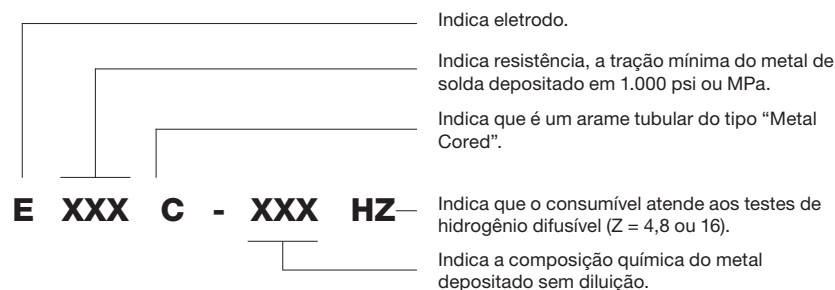 Indica eletrodo.
Indica resistência, a tração mínima do metal de
solda depositado em 1.000 psi ou MPa.
Indica que é um arame tubular do tipo “Metal
Cored”.
E XXX C - XXX HZ
Indica que o consumível atende aos testes de
hidrogênio difusível (Z = 4,8 ou 16).
Indica a composição química do metal
depositado sem diluição.